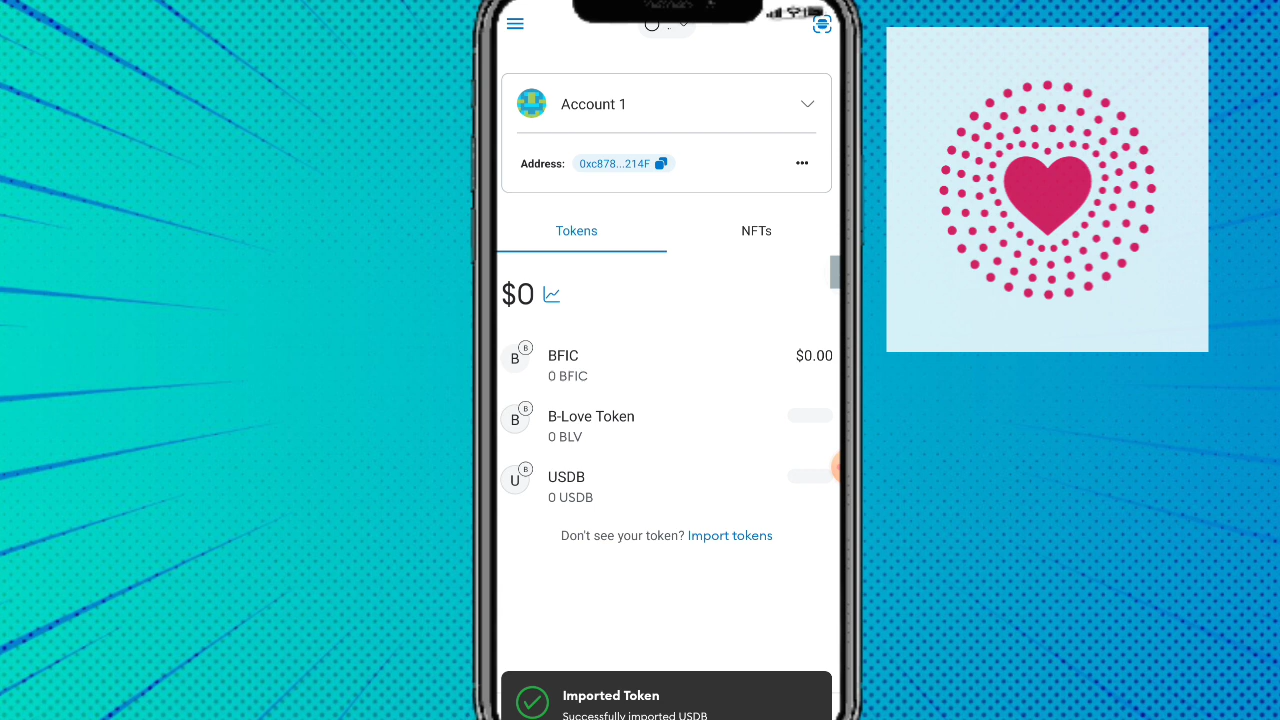 Account 1
Address: 0xc878...214F
Tokens NFTs
$0
B B BFIC $0.00
0 BFIC
B B B-Love Token
0 BLV
U B USDB
0 USDB
Don't see your token? Import tokens
Imported Token
Successfully imported USDB